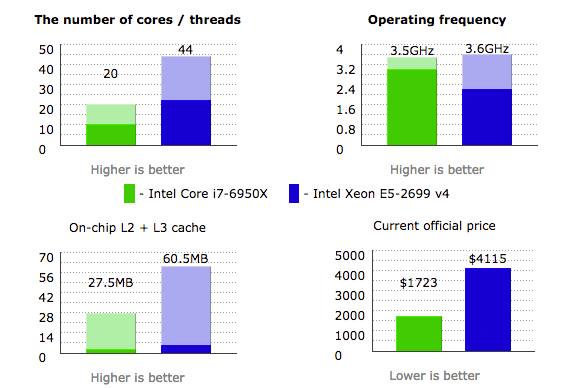 The number of cores / threads
50
40
30
20
10
0
20
44
Higher is better
Operating frequency
4
3.2
2.4
1.6
0.8
0
3.5GHz
3.6GHz
Higher is better
- Intel Core i7-6950X
- Intel Xeon E5-2699 v4
On-chip L2 + L3 cache
70
56
42
28
14
0
27.5MB
60.5MB
Higher is better
Current official price
5000
4000
3000
2000
1000
0
$1723
$4115
Lower is better